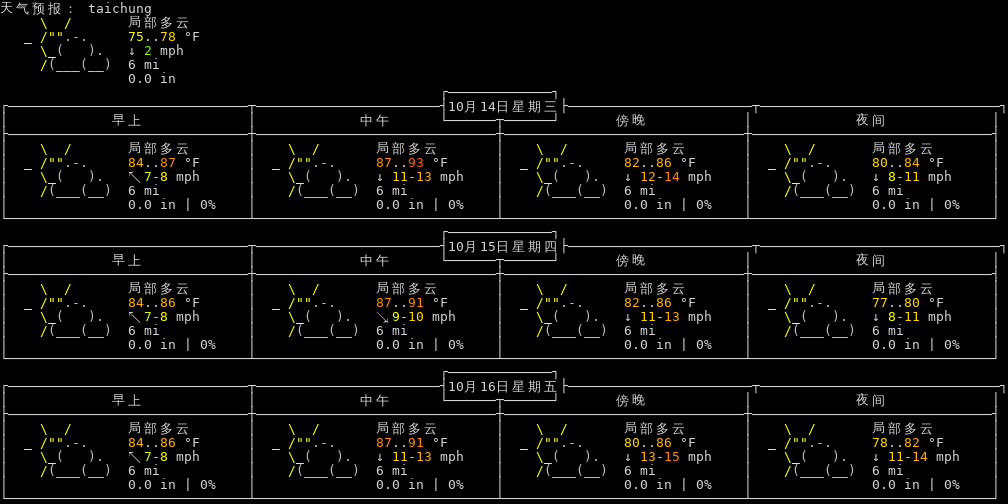 天气预报： taichung
局部多云
75..78 °F
↓ 2 mph
6 mi
0.0 in
10月14日星期三
早上 中午 傍晚 夜间
局部多云 局部多云 局部多云 局部多云
84..87 °F 87..93 °F 82..86 °F 80..84 °F
↖ 7-8 mph ↓ 11-13 mph ↓ 12-14 mph ↓ 8-11 mph
6 mi 6 mi 6 mi 6 mi
0.0 in | 0% 0.0 in | 0% 0.0 in | 0% 0.0 in | 0%
10月15日星期四
早上 中午 傍晚 夜间
局部多云 局部多云 局部多云 局部多云
84..86 °F 87..91 °F 82..86 °F 77..80 °F
↖ 7-8 mph ↘ 9-10 mph ↓ 11-13 mph ↓ 8-11 mph
6 mi 6 mi 6 mi 6 mi
0.0 in | 0% 0.0 in | 0% 0.0 in | 0% 0.0 in | 0%
10月16日星期五
早上 中午 傍晚 夜间
局部多云 局部多云 局部多云 局部多云
84..86 °F 87..91 °F 80..86 °F 78..82 °F
↖ 7-8 mph ↓ 11-13 mph ↓ 13-15 mph ↓ 11-14 mph
6 mi 6 mi 6 mi 6 mi
0.0 in | 0% 0.0 in | 0% 0.0 in | 0% 0.0 in | 0%